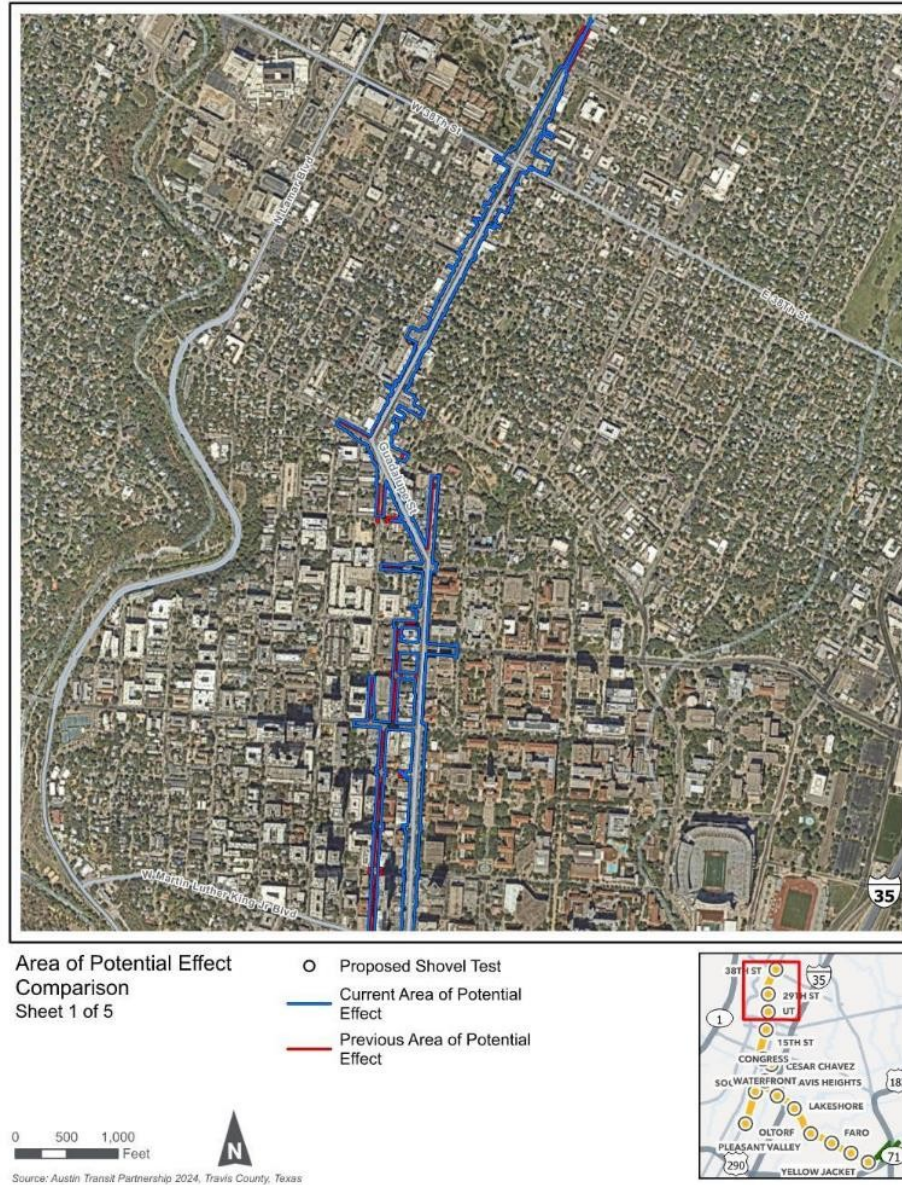 W 38Th St
N Lamar Blvd
E 38Th St
Guadalupe St
W Martin Luther King Jr Blvd
35
Area of Potential Effect
Comparison
Sheet 1 of 5
Proposed Shovel Test
Current Area of Potential
Effect
Previous Area of Potential
Effect
0 500 1,000
Feet
N
Source: Austin Transit Partnership 2024, Travis County, Texas
38TH ST
35
29TH ST
UT
1
15TH ST
CONGRESS
CESAR CHAVEZ
WATERFRONT
AVIS HEIGHTS
LAKESHORE
OLTORF
FARO
PLEASANT VALLEY
290
71
YELLOW JACKET